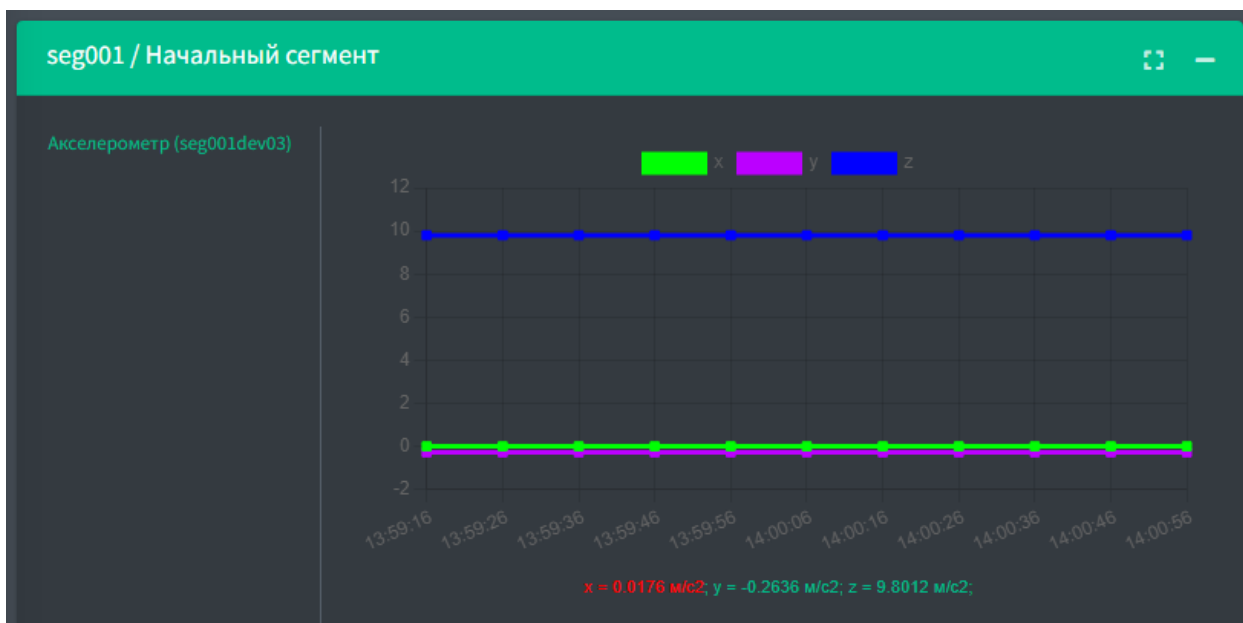 seg001 / Начальный сегмент
Акселерометр (seg001dev03)
x y z
12
10
8
6
4
2
0
-2
13:59:16 13:59:26 13:59:36 13:59:46 13:59:56 14:00:06 14:00:16 14:00:26 14:00:36 14:00:46 14:00:56
x = 0.0176 м/с2; y = -0.2636 м/с2; z = 9.8012 м/с2;